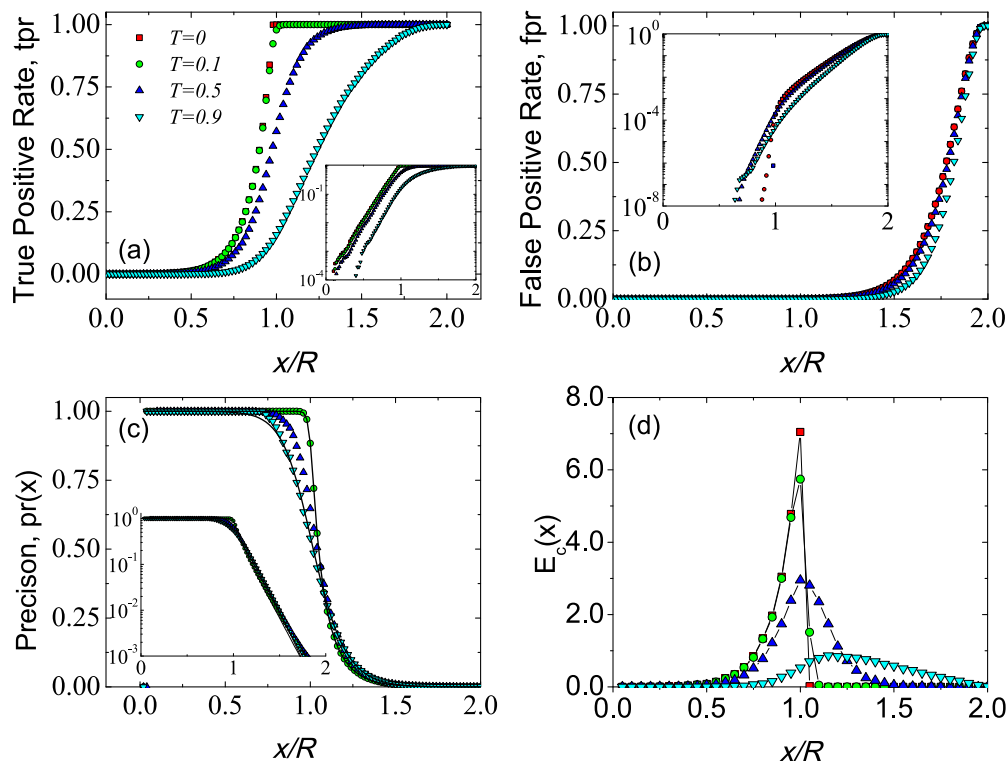 True Positive Rate, tpr
1.00
0.75
0.50
0.25
0.00
T=0
T=0.1
T=0.5
T=0.9
(a)
10^-1
10^-4
0 1 2
0.0 0.5 1.0 1.5 2.0
x/R
False Positive Rate, fpr
1.00
0.75
0.50
0.25
0.00
10^0
10^-4
10^-6
10^-8
0 1 2
(b)
0.0 0.5 1.0 1.5 2.0
x/R
Precison, pr(x)
1.00
0.75
0.50
0.25
0.00
(c)
10^0
10^-1
10^-2
10^-3
0 1 2
0.0 0.5 1.0 1.5 2.0
x/R
E_c(x)
8.0
6.0
4.0
2.0
0.0
(d)
0.0 0.5 1.0 1.5 2.0
x/R